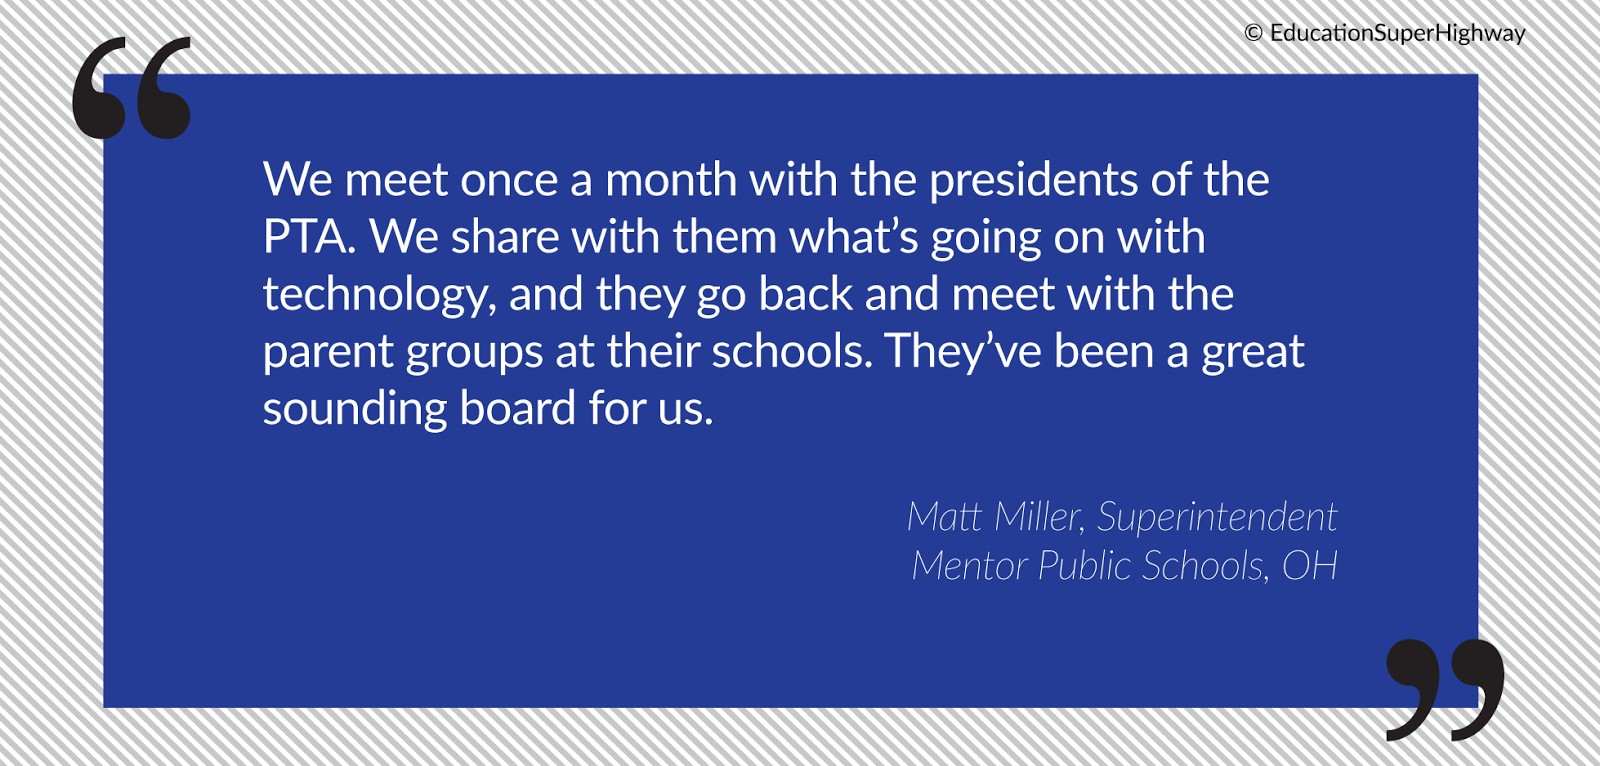 © EducationSuperHighway
“
We meet once a month with the presidents of the
PTA. We share with them what’s going on with
technology, and they go back and meet with the
parent groups at their schools. They’ve been a great
sounding board for us.
Matt Miller, Superintendent
Mentor Public Schools, OH
”